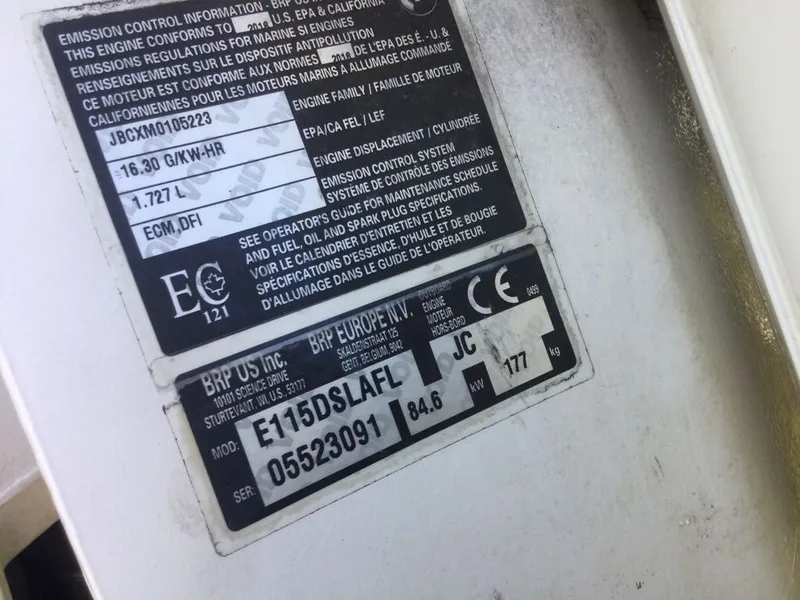 EMISSION CONTROL INFORMATION - BRP US
THIS ENGINE CONFORMS TO U.S. EPA & CALIFORNIA
EMISSIONS REGULATIONS FOR MARINE SI ENGINES
RENSEIGNEMENTS SUR LE DISPOSITIF ANTIPOLLUTION
CE MOTEUR EST CONFORME AUX NORMES DE L'EPA DES É.-U. &
CALIFORNIENNES POUR LES MOTEURS MARINS A ALLUMAGE COMMANDÉ
JBCXM0105223 ENGINE FAMILY / FAMILLE DE MOTEUR
16.30 G/KW-HR EPA/CA FEL / LEF
1.727 L ENGINE DISPLACEMENT / CYLINDRÉE
ECM,DFI EMISSION CONTROL SYSTEM
SYSTÈME DE CONTRÔLE DES ÉMISSIONS
SEE OPERATOR'S GUIDE FOR MAINTENANCE SCHEDULE
AND FUEL, OIL AND SPARK PLUG SPECIFICATIONS.
VOIR LE CALENDRIER D'ENTRETIEN ET LES
SPÉCIFICATIONS D'ESSENCE, D'HUILE ET DE BOUGIE
D'ALLUMAGE DANS LE GUIDE DE L'OPÉRATEUR.
EC
121
BRP US Inc.
10101 SCIENCE DRIVE
STURTEVANT, WI, U.S., 53177
BRP EUROPE N.V.
SKALDENSTRAAT 125
GENT, BELGIUM, 9042
OUTBOARD
ENGINE
MOTEUR
HORS-BORD
CE 0499
MOD: E115DSLAFL JC
SER: 05523091 84.6 kW 177 kg